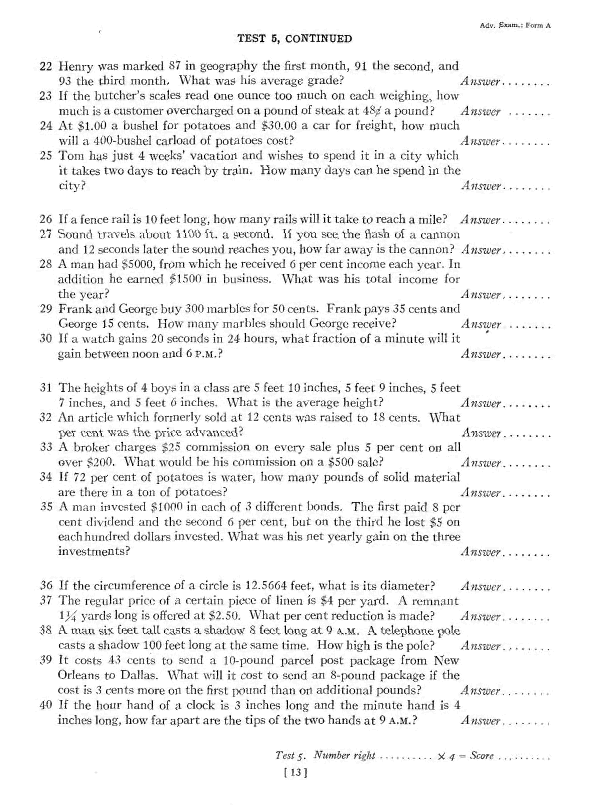 Adv. Exam.: Form A
TEST 5, CONTINUED
22 Henry was marked 87 in geography the first month, 91 the second, and
93 the third month. What was his average grade? Answer........
23 If the butcher's scales read one ounce too much on each weighing, how
much is a customer overcharged on a pound of steak at 48¢ a pound? Answer .......
24 At $1.00 a bushel for potatoes and $30.00 a car for freight, how much
will a 400-bushel carload of potatoes cost? Answer........
25 Tom has just 4 weeks' vacation and wishes to spend it in a city which
it takes two days to reach by train. How many days can he spend in the
city? Answer........
26 If a fence rail is 10 feet long, how many rails will it take to reach a mile? Answer........
27 Sound travels about 1100 ft. a second. If you see the flash of a cannon
and 12 seconds later the sound reaches you, how far away is the cannon? Answer........
28 A man had $5000, from which he received 6 per cent income each year. In
addition he earned $1500 in business. What was his total income for
the year? Answer........
29 Frank and George buy 300 marbles for 50 cents. Frank pays 35 cents and
George 15 cents. How many marbles should George receive? Answer ........
30 If a watch gains 20 seconds in 24 hours, what fraction of a minute will it
gain between noon and 6 P.M.? Answer........
31 The heights of 4 boys in a class are 5 feet 10 inches, 5 feet 9 inches, 5 feet
7 inches, and 5 feet 6 inches. What is the average height? Answer........
32 An article which formerly sold at 12 cents was raised to 18 cents. What
per cent was the price advanced? Answer........
33 A broker charges $25 commission on every sale plus 5 per cent on all
over $200. What would be his commission on a $500 sale? Answer........
34 If 72 per cent of potatoes is water, how many pounds of solid material
are there in a ton of potatoes? Answer........
35 A man invested $1000 in each of 3 different bonds. The first paid 8 per
cent dividend and the second 6 per cent, but on the third he lost $5 on
each hundred dollars invested. What was his net yearly gain on the three
investments? Answer........
36 If the circumference of a circle is 12.5664 feet, what is its diameter? Answer........
37 The regular price of a certain piece of linen is $4 per yard. A remnant
1¼ yards long is offered at $2.50. What per cent reduction is made? Answer........
38 A man six feet tall casts a shadow 8 feet long at 9 A.M. A telephone pole
casts a shadow 100 feet long at the same time. How high is the pole? Answer........
39 It costs 43 cents to send a 10-pound parcel post package from New
Orleans to Dallas. What will it cost to send an 8-pound package if the
cost is 3 cents more on the first pound than on additional pounds? Answer........
40 If the hour hand of a clock is 3 inches long and the minute hand is 4
inches long, how far apart are the tips of the two hands at 9 A.M.? Answer........
Test 5. Number right .......... × 4 = Score ..........
[ 13 ]